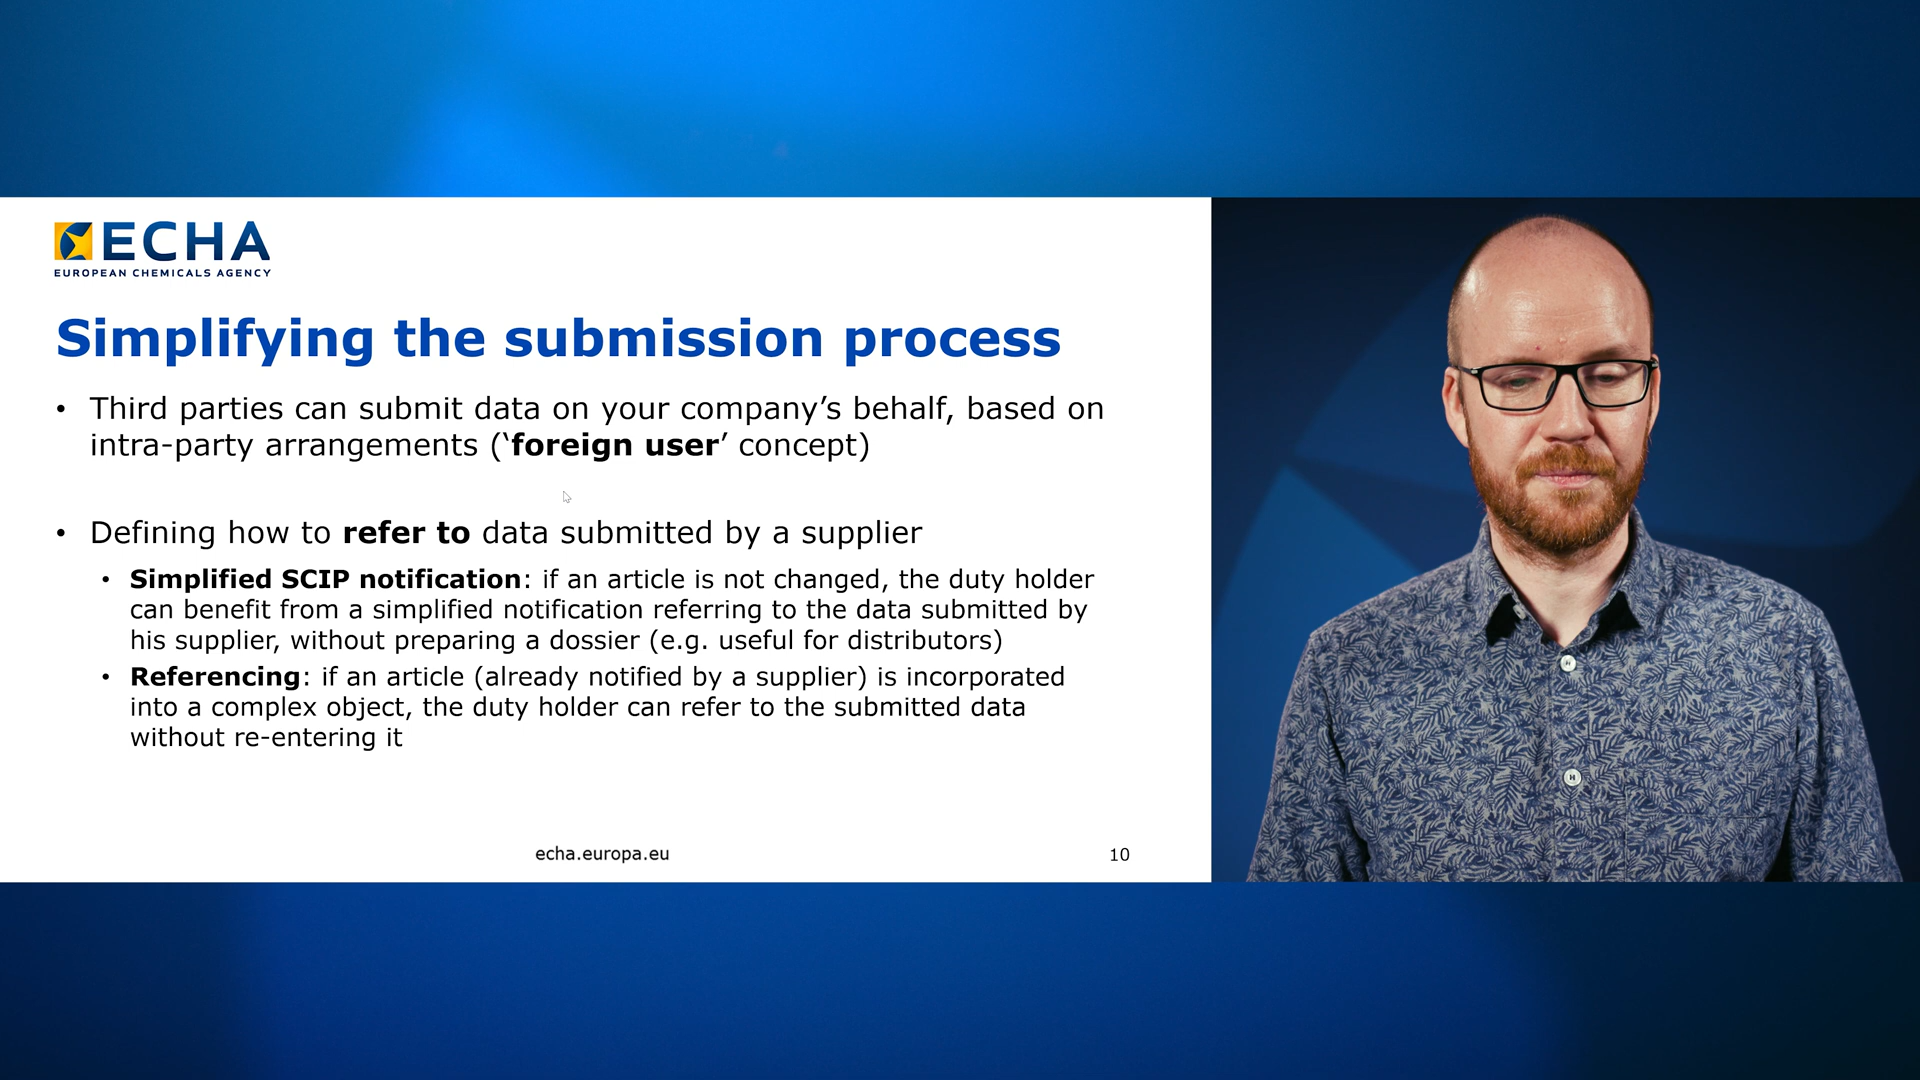 ECHA
EUROPEAN CHEMICALS AGENCY
Simplifying the submission process
• Third parties can submit data on your company’s behalf, based on
intra-party arrangements (‘foreign user’ concept)
• Defining how to refer to data submitted by a supplier
• Simplified SCIP notification: if an article is not changed, the duty holder
can benefit from a simplified notification referring to the data submitted by
his supplier, without preparing a dossier (e.g. useful for distributors)
• Referencing: if an article (already notified by a supplier) is incorporated
into a complex object, the duty holder can refer to the submitted data
without re-entering it
echa.europa.eu
10